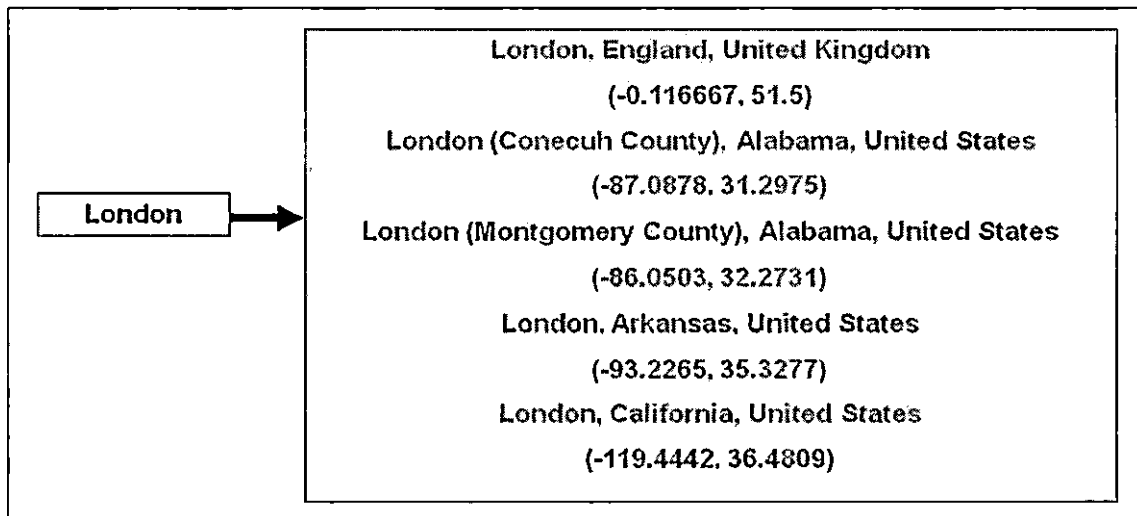 London
London, England, United Kingdom
(-0.116667, 51.5)
London (Conecuh County), Alabama, United States
(-87.0878, 31.2975)
London (Montgomery County), Alabama, United States
(-86.0503, 32.2731)
London, Arkansas, United States
(-93.2265, 35.3277)
London, California, United States
(-119.4442, 36.4809)